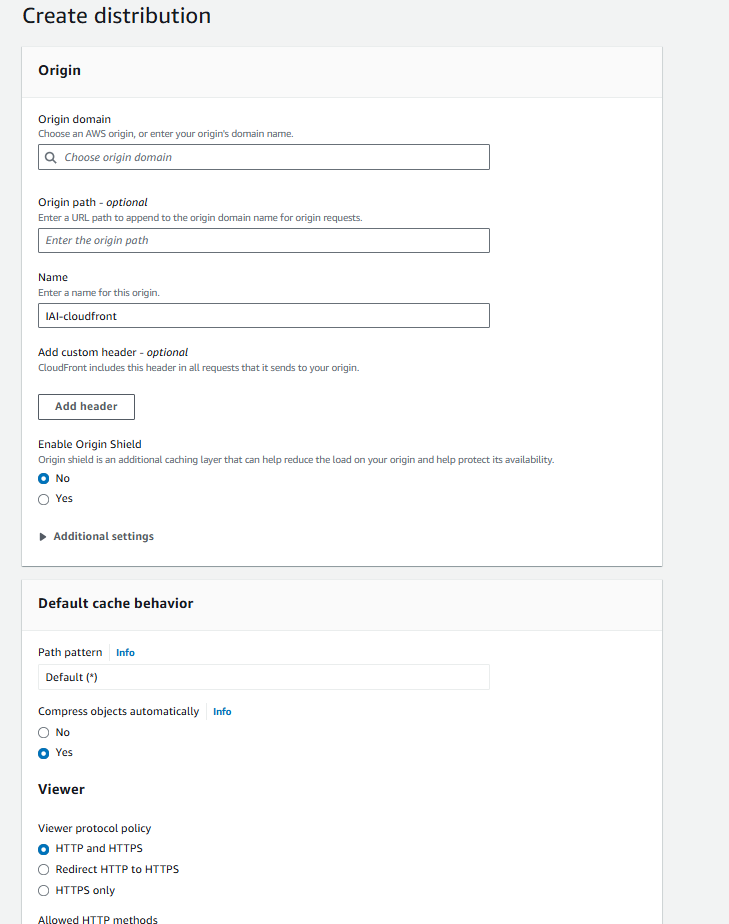 Create distribution
Origin
Origin domain
Choose an AWS origin, or enter your origin's domain name.
Choose origin domain
Origin path - optional
Enter a URL path to append to the origin domain name for origin requests.
Enter the origin path
Name
Enter a name for this origin.
IAI-cloudfront
Add custom header - optional
CloudFront includes this header in all requests that it sends to your origin.
Add header
Enable Origin Shield
Origin shield is an additional caching layer that can help reduce the load on your origin and help protect its availability.
No
Yes
Additional settings
Default cache behavior
Path pattern Info
Default (*)
Compress objects automatically Info
No
Yes
Viewer
Viewer protocol policy
HTTP and HTTPS
Redirect HTTP to HTTPS
HTTPS only
Allowed HTTP methods